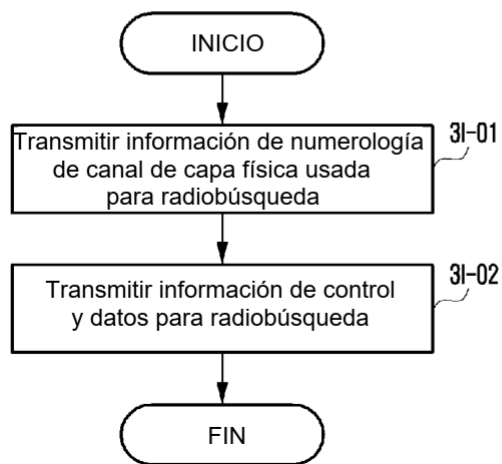 INICIO
Transmitir información de numerología
de canal de capa física usada
para radiobúsqueda
3I-01
Transmitir información de control
y datos para radiobúsqueda
3I-02
FIN